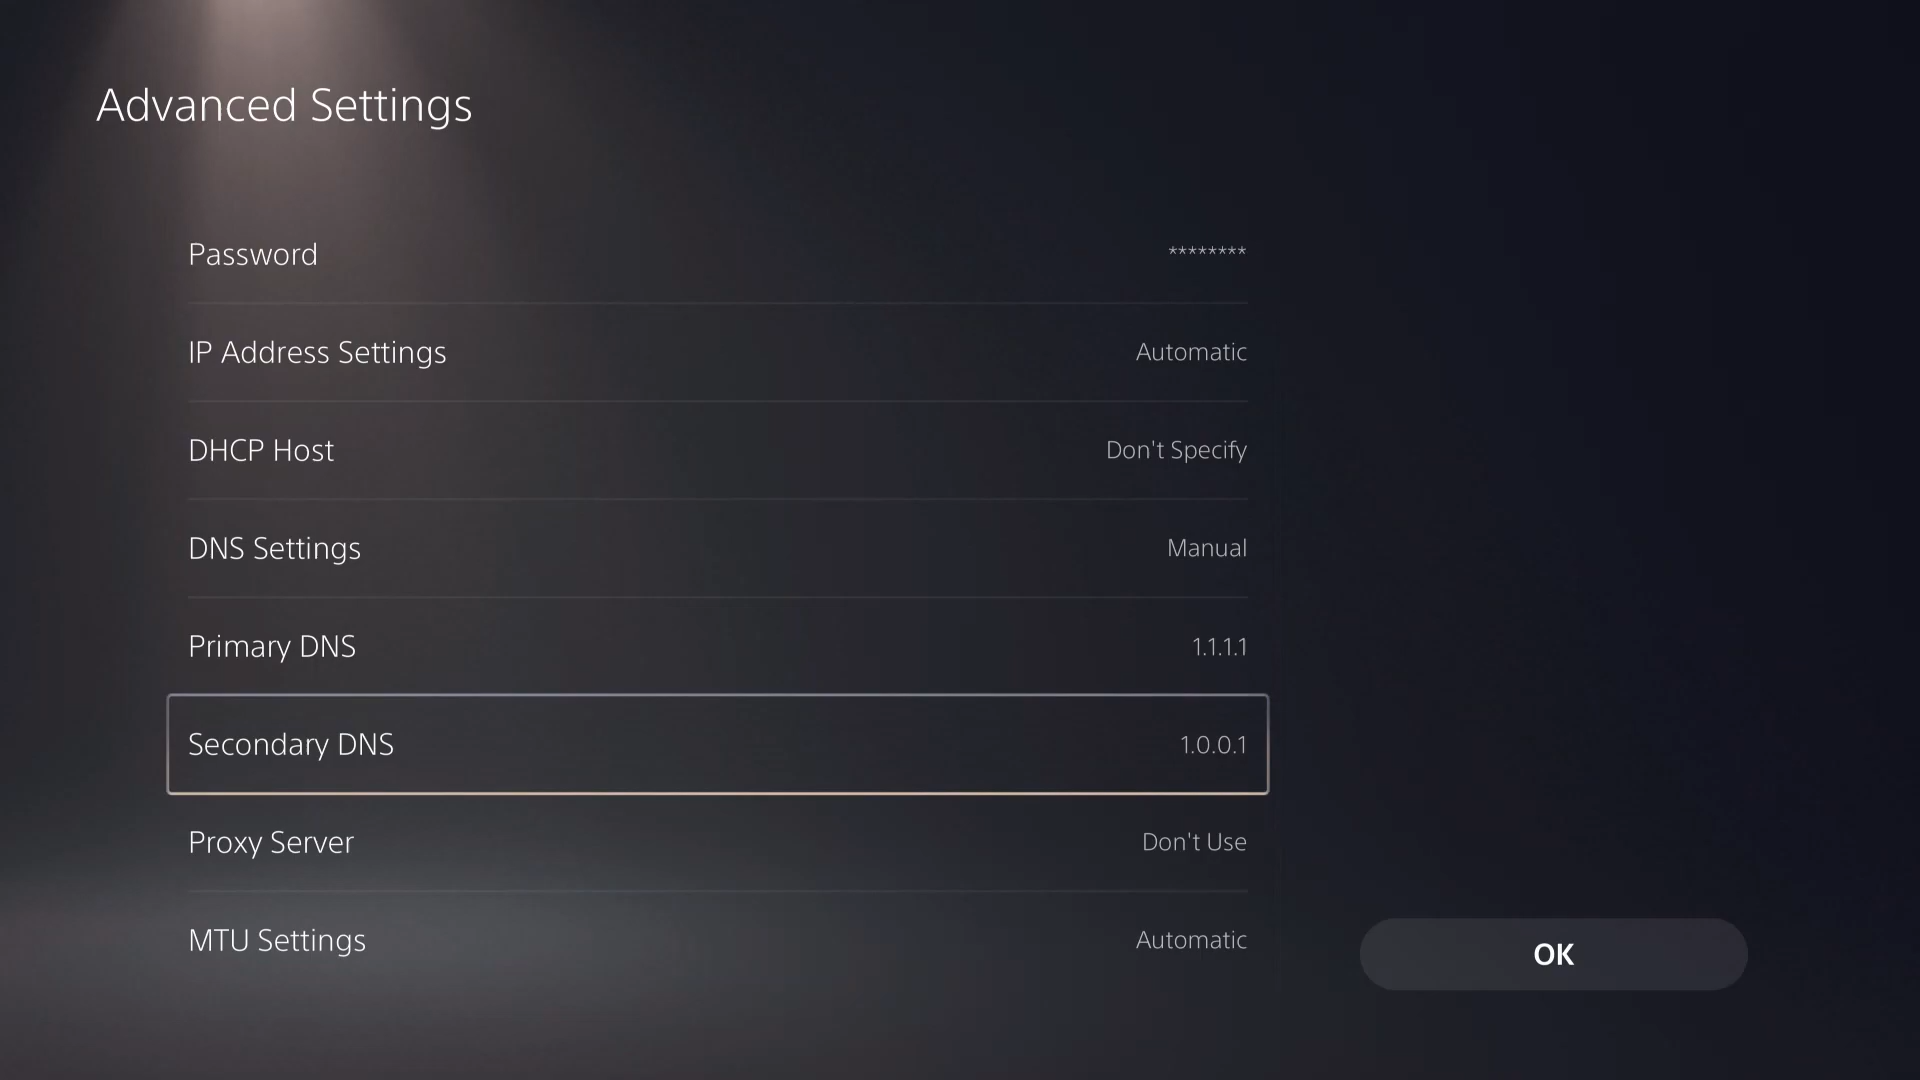 Advanced Settings
Password ********
IP Address Settings Automatic
DHCP Host Don't Specify
DNS Settings Manual
Primary DNS 1.1.1.1
Secondary DNS 1.0.0.1
Proxy Server Don't Use
MTU Settings Automatic
OK